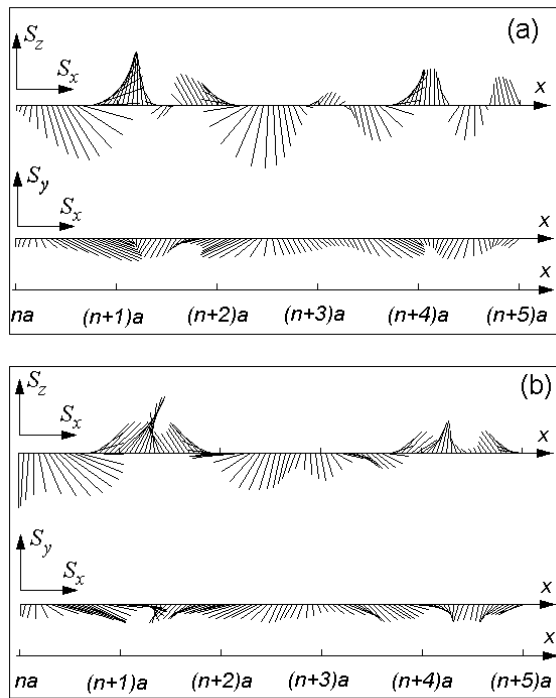 (a)
S_z
S_x
x
S_y
S_x
x
x
na (n+1)a (n+2)a (n+3)a (n+4)a (n+5)a
(b)
S_z
S_x
x
S_y
S_x
x
x
na (n+1)a (n+2)a (n+3)a (n+4)a (n+5)a